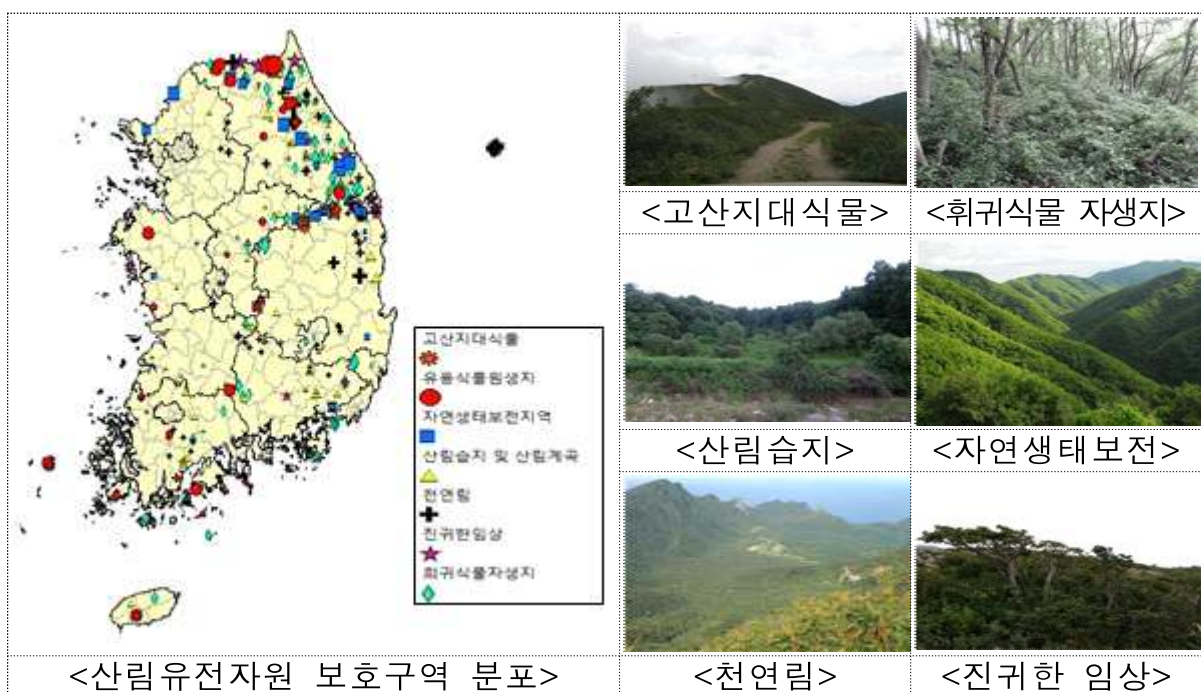 고산지대식물
유용식물원생지
자연생태보전지역
산림습지 및 산림계곡
천연림
진귀한임상
희귀식물자생지
<산림유전자원 보호구역 분포>
<고산지대식물>
<휘귀식물 자생지>
<산림습지>
<자연생태보전>
<천연림>
<진귀한 임상>